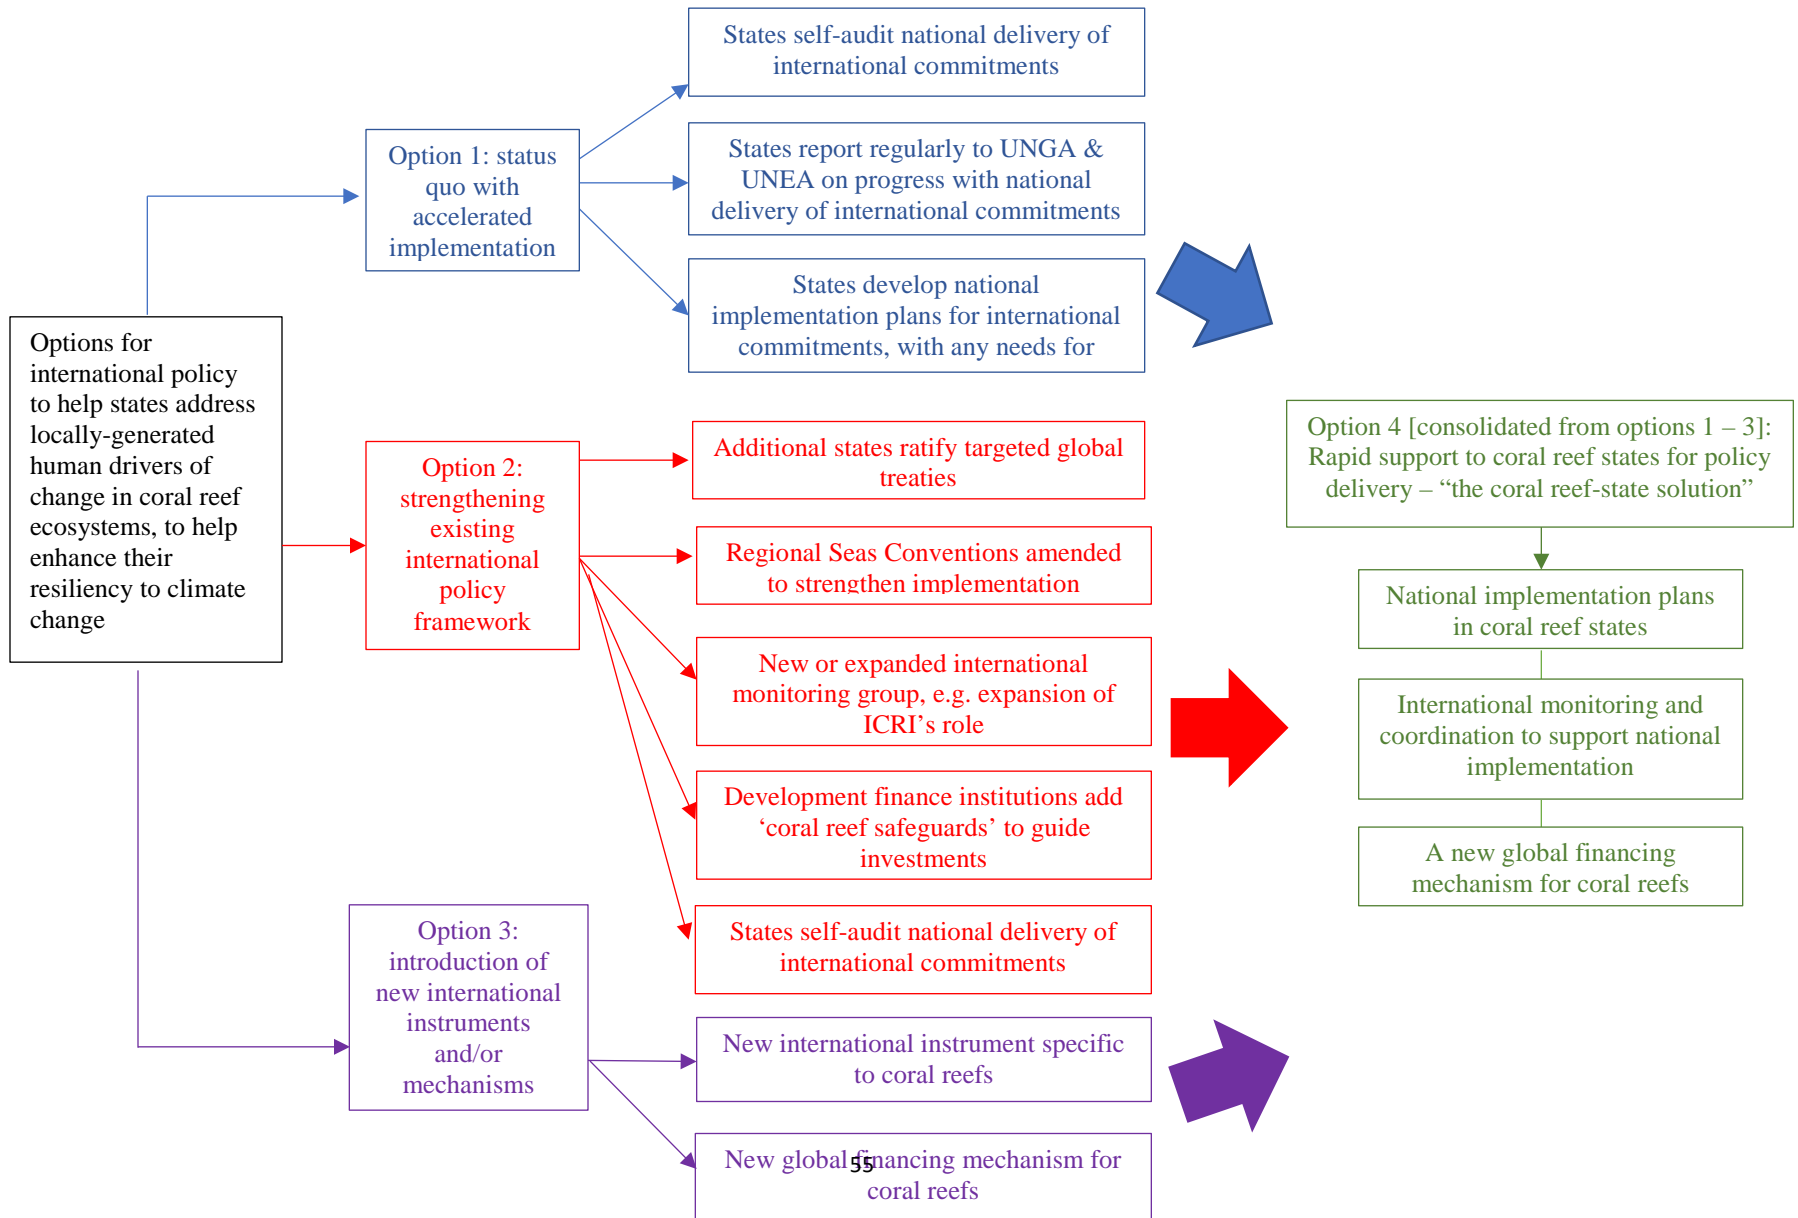 Options for
international policy
to help states address
locally-generated
human drivers of
change in coral reef
ecosystems, to help
enhance their
resiliency to climate
change
Option 1: status
quo with
accelerated
implementation
States self-audit national delivery of
international commitments
States report regularly to UNGA &
UNEA on progress with national
delivery of international commitments
States develop national
implementation plans for international
commitments, with any needs for
Option 2:
strengthening
existing
international
policy
framework
Additional states ratify targeted global
treaties
Regional Seas Conventions amended
to strengthen implementation
New or expanded international
monitoring group, e.g. expansion of
ICRI’s role
Development finance institutions add
‘coral reef safeguards’ to guide
investments
States self-audit national delivery of
international commitments
Option 3:
introduction of
new international
instruments
and/or
mechanisms
New international instrument specific
to coral reefs
New global financing mechanism for
coral reefs
Option 4 [consolidated from options 1 – 3]:
Rapid support to coral reef states for policy
delivery – “the coral reef-state solution”
National implementation plans
in coral reef states
International monitoring and
coordination to support national
implementation
A new global financing
mechanism for coral reefs
55